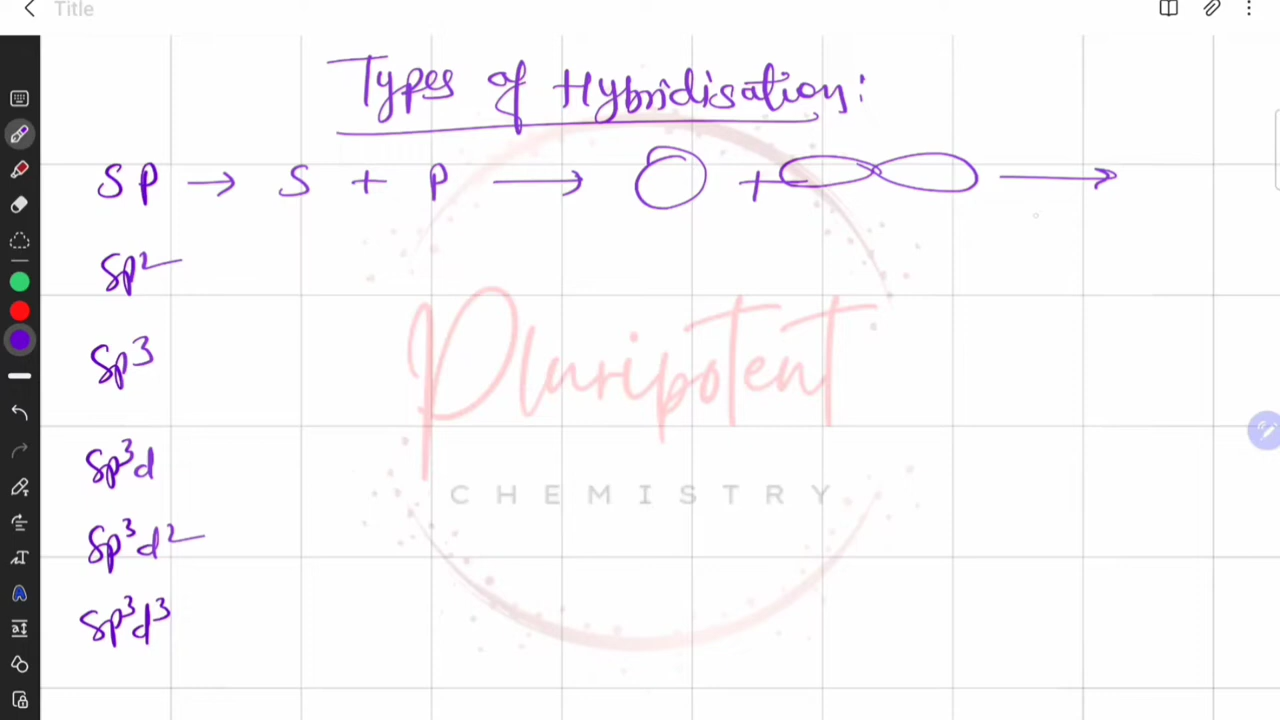 Title
Types of Hybridisation:
SP → S + P → + →
Sp²
Sp³
Sp³d
Sp³d²
Sp³d³
Pluripotent
CHEMISTRY